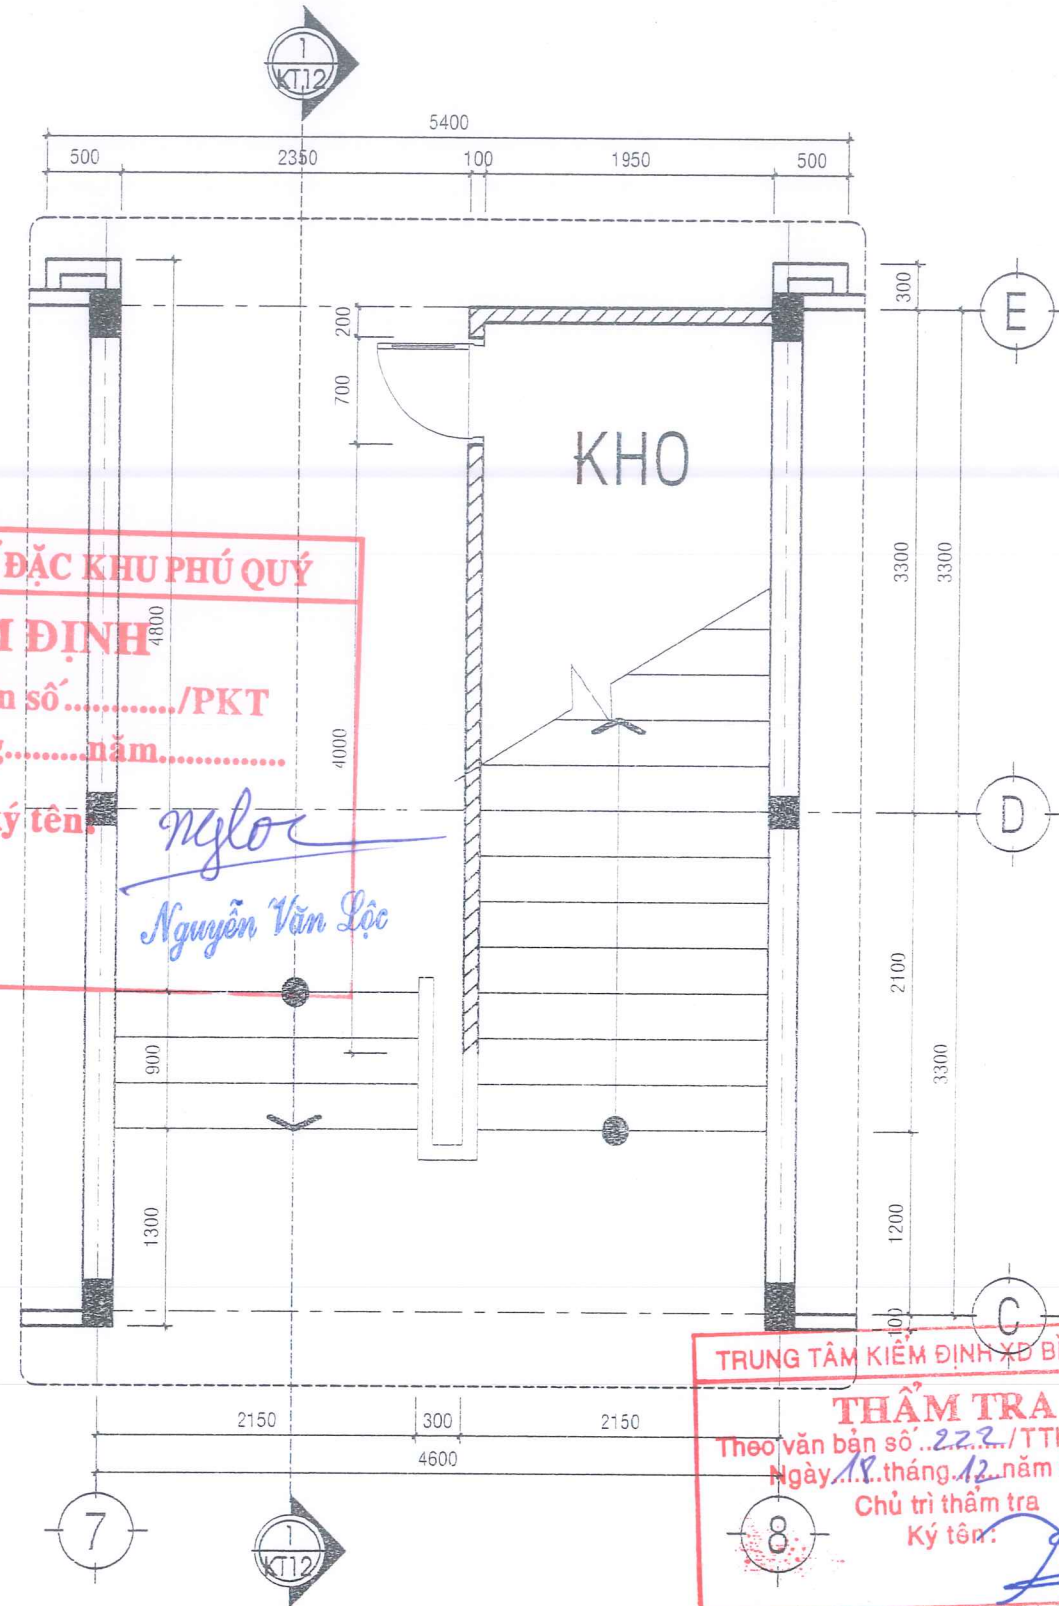 1
KT.12
5400
500 2350 100 1950 500
300
E
200
700
KHO
3300 3300
ĐẶC KHU PHÚ QUÝ
ĐỊNH
4800
số............/PKT
năm
4000
ký tên:
D
Nguyễn Văn Lộc
2100
900
3300
1300
1200
100
C
TRUNG TÂM KIỂM ĐỊNH XD
THẨM TRA
Theo văn bản số 222/
Ngày 18 tháng 12 năm
Chủ trì thẩm tra
Ký tên:
2150 300 2150
4600
7
8
1
KT12